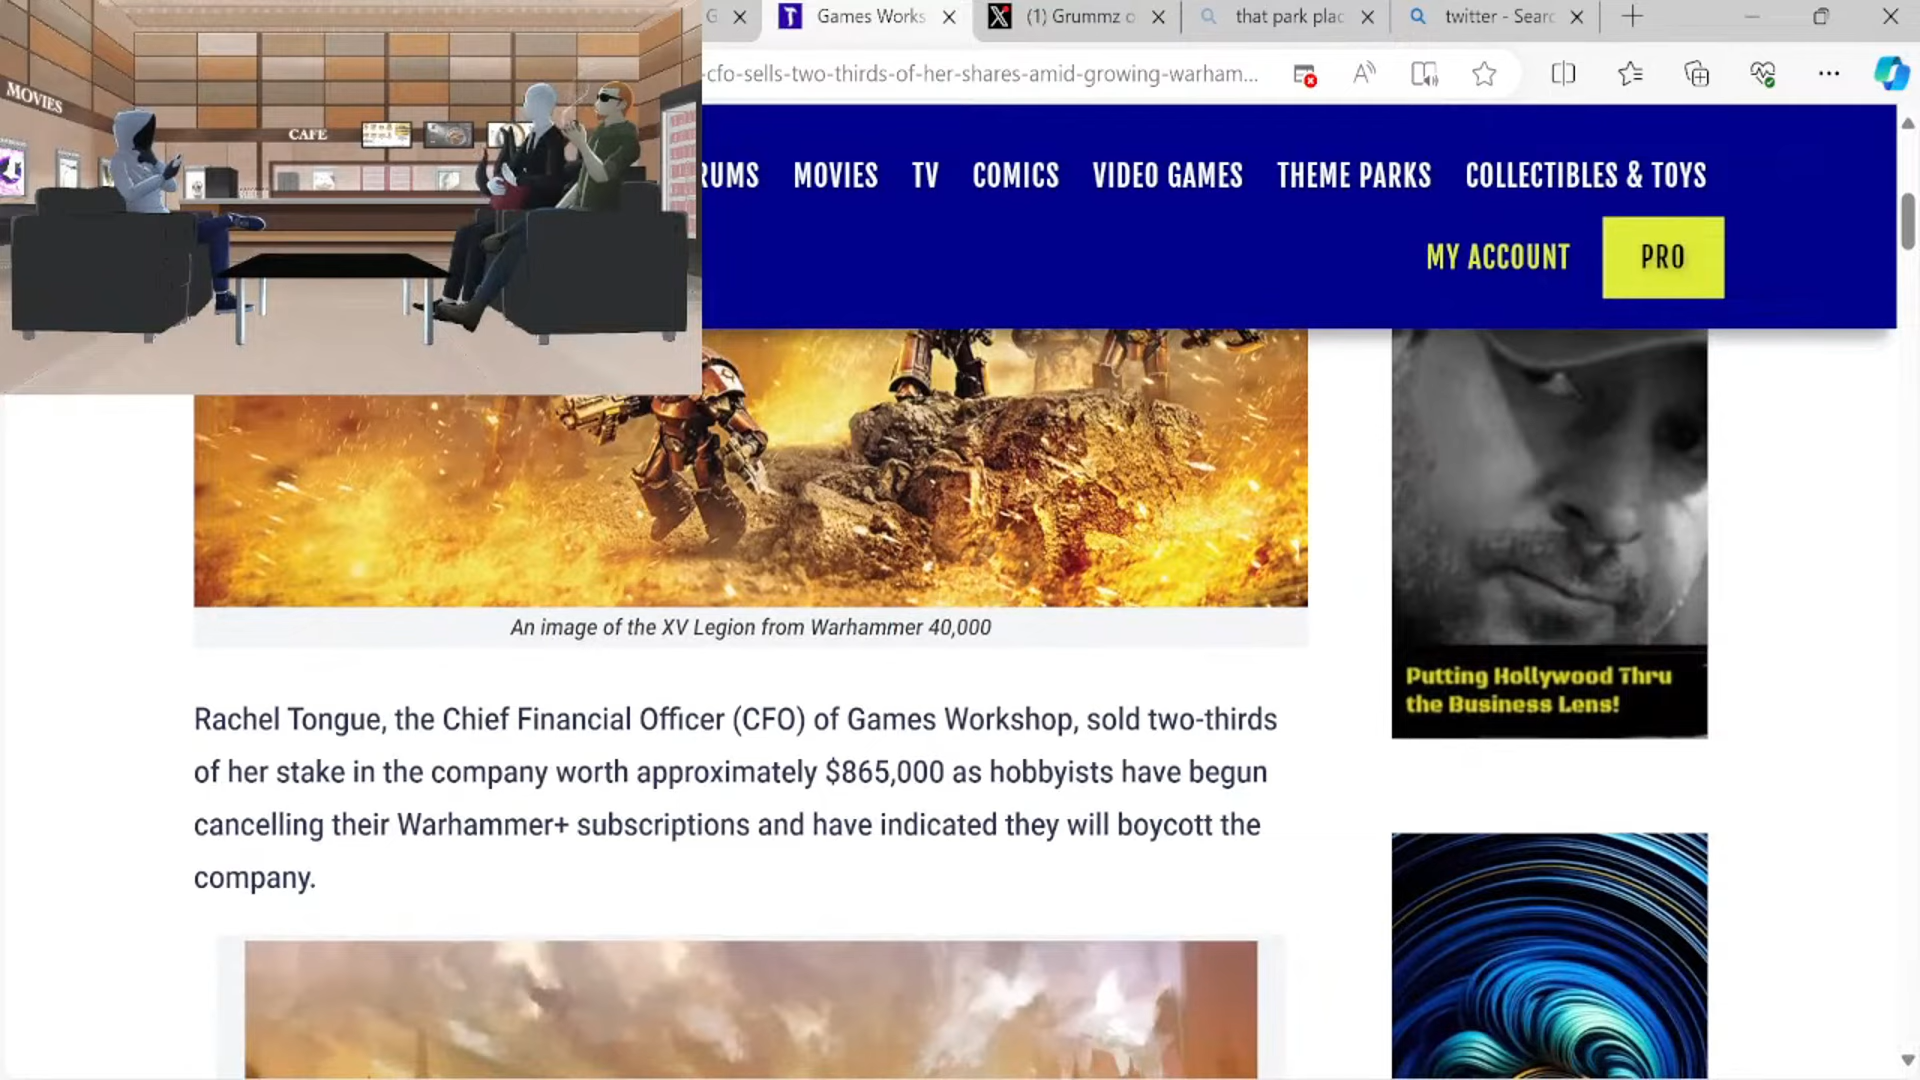 G
Games Works
(1) Grummz o
that park plac
twitter - Searc
-cfo-sells-two-thirds-of-her-shares-amid-growing-warham...
MOVIES
CAFE
RUMS MOVIES TV COMICS VIDEO GAMES THEME PARKS COLLECTIBLES & TOYS
MY ACCOUNT PRO
An image of the XV Legion from Warhammer 40,000
Putting Hollywood Thru
the Business Lens!
Rachel Tongue, the Chief Financial Officer (CFO) of Games Workshop, sold two-thirds
of her stake in the company worth approximately $865,000 as hobbyists have begun
cancelling their Warhammer+ subscriptions and have indicated they will boycott the
company.